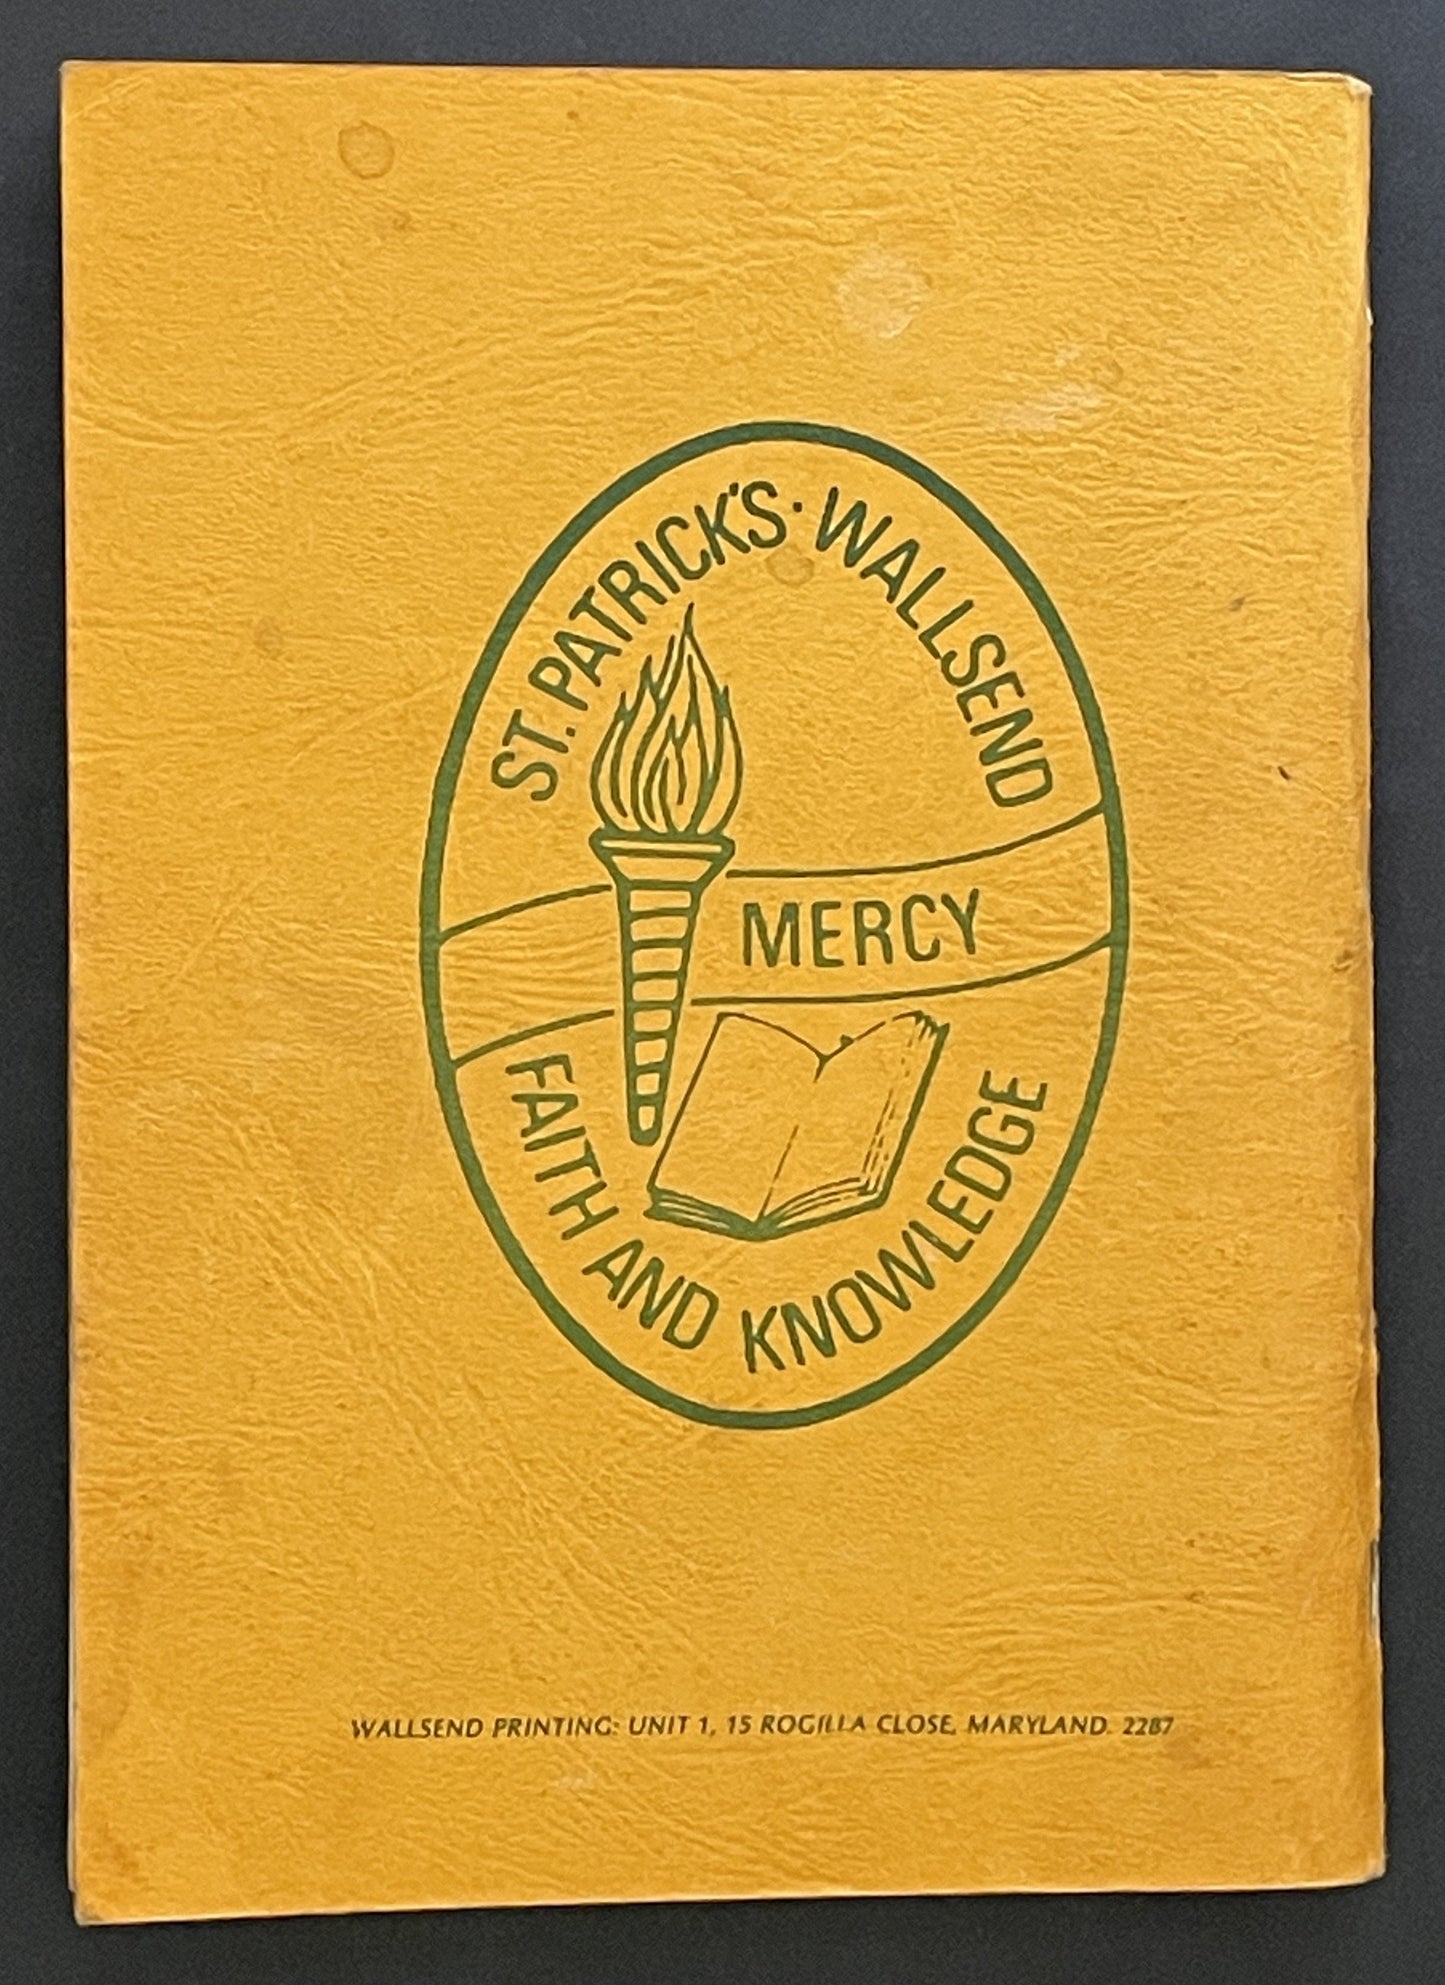 ST. PATRICK'S · WALLSEND
MERCY
FAITH AND KNOWLEDGE
WALLSEND PRINTING: UNIT 1, 15 ROGILLA CLOSE, MARYLAND. 2287